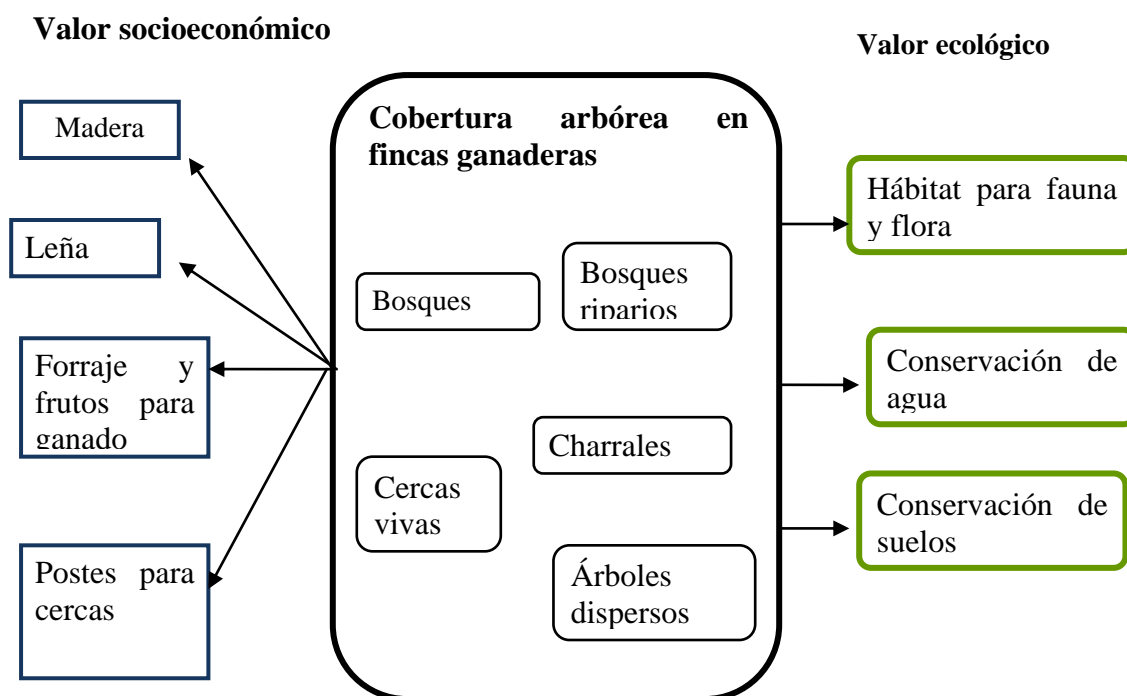 Valor socioeconómico
Valor ecológico
Madera
Leña
Forraje y
frutos para
ganado
Postes para
cercas
Cobertura arbórea en
fincas ganaderas
Bosques
Bosques
riparios
Charrales
Cercas
vivas
Árboles
dispersos
Hábitat para fauna
y flora
Conservación de
agua
Conservación de
suelos